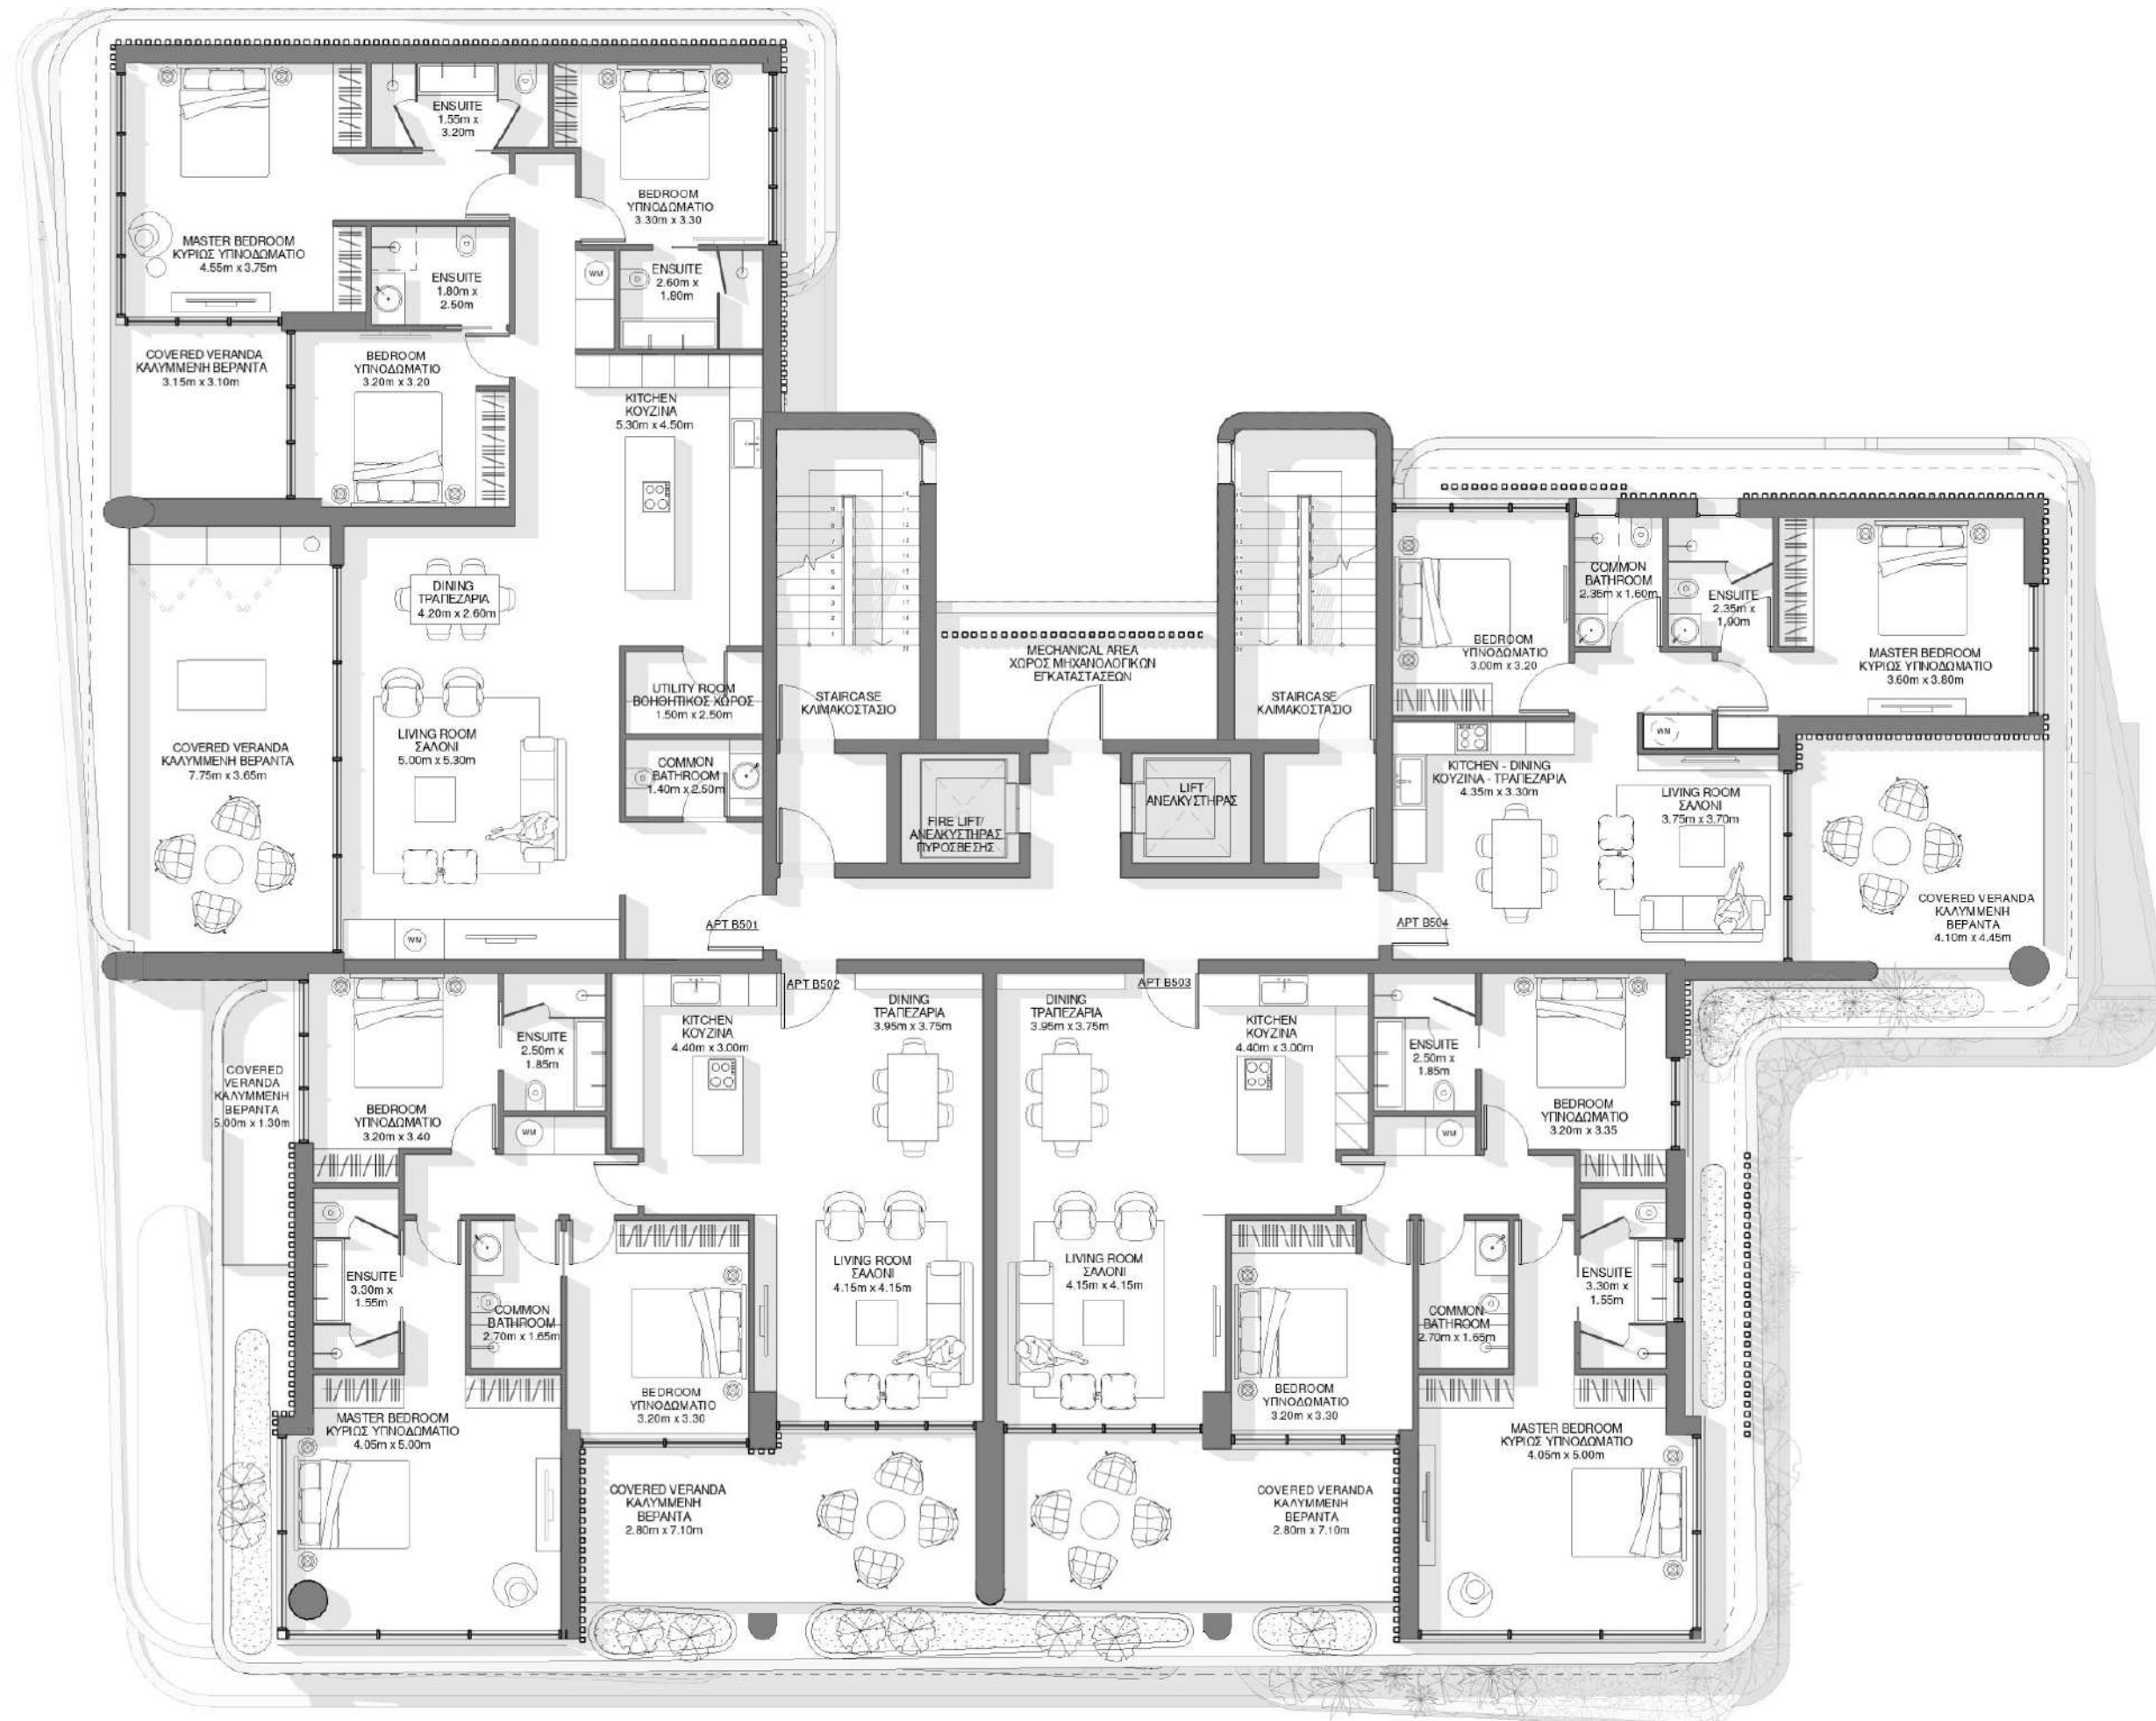 ENSUITE
1.55m x
3.20m
BEDROOM
ΥΠΝΟΔΩΜΑΤΙΟ
3.30m x 3.30
MASTER BEDROOM
ΚΥΡΙΩΣ ΥΠΝΟΔΩΜΑΤΙΟ
4.55m x 3.75m
ENSUITE
1.80m x
2.50m
WM
ENSUITE
2.60m x
1.80m
COVERED VERANDA
ΚΑΛΥΜΜΕΝΗ ΒΕΡΑΝΤΑ
3.15m x 3.10m
BEDROOM
ΥΠΝΟΔΩΜΑΤΙΟ
3.20m x 3.20
KITCHEN
ΚΟΥΖΙΝΑ
5.30m x 4.50m
DINING
ΤΡΑΠΕΖΑΡΙΑ
4.20m x 2.60m
UTILITY ROOM
ΒΟΗΘΗΤΙΚΟΣ ΧΩΡΟΣ
1.50m x 2.50m
LIVING ROOM
ΣΑΛΟΝΙ
5.00m x 5.30m
COVERED VERANDA
ΚΑΛΥΜΜΕΝΗ ΒΕΡΑΝΤΑ
7.75m x 3.65m
COMMON
BATHROOM
1.40m x 2.50m
WM
APT B501
STAIRCASE
ΚΛΙΜΑΚΟΣΤΑΣΙΟ
MECHANICAL AREA
ΧΩΡΟΣ ΜΗΧΑΝΟΛΟΓΙΚΩΝ
ΕΓΚΑΤΑΣΤΑΣΕΩΝ
STAIRCASE
ΚΛΙΜΑΚΟΣΤΑΣΙΟ
FIRE LIFT/
ΑΝΕΛΚΥΣΤΗΡΑΣ
ΠΥΡΟΣΒΕΣΗΣ
LIFT
ΑΝΕΛΚΥΣΤΗΡΑΣ
COMMON
BATHROOM
2.35m x 1.60m
ENSUITE
2.35m x
1.90m
BEDROOM
ΥΠΝΟΔΩΜΑΤΙΟ
3.00m x 3.20
MASTER BEDROOM
ΚΥΡΙΩΣ ΥΠΝΟΔΩΜΑΤΙΟ
3.60m x 3.80m
WM
KITCHEN - DINING
ΚΟΥΖΙΝΑ - ΤΡΑΠΕΖΑΡΙΑ
4.35m x 3.30m
LIVING ROOM
ΣΑΛΟΝΙ
3.75m x 3.70m
COVERED VERANDA
ΚΑΛΥΜΜΕΝΗ
ΒΕΡΑΝΤΑ
4.10m x 4.45m
APT B504
APT B502
APT B503
COVERED
VERANDA
ΚΑΛΥΜΜΕΝΗ
ΒΕΡΑΝΤΑ
5.00m x 1.30m
BEDROOM
ΥΠΝΟΔΩΜΑΤΙΟ
3.20m x 3.40
ENSUITE
2.50m x
1.85m
WM
KITCHEN
ΚΟΥΖΙΝΑ
4.40m x 3.00m
DINING
ΤΡΑΠΕΖΑΡΙΑ
3.95m x 3.75m
DINING
ΤΡΑΠΕΖΑΡΙΑ
3.95m x 3.75m
KITCHEN
ΚΟΥΖΙΝΑ
4.40m x 3.00m
ENSUITE
2.50m x
1.85m
WM
BEDROOM
ΥΠΝΟΔΩΜΑΤΙΟ
3.20m x 3.35
ENSUITE
3.30m x
1.55m
COMMON
BATHROOM
2.70m x 1.65m
LIVING ROOM
ΣΑΛΟΝΙ
4.15m x 4.15m
LIVING ROOM
ΣΑΛΟΝΙ
4.15m x 4.15m
COMMON
BATHROOM
2.70m x 1.65m
ENSUITE
3.30m x
1.55m
MASTER BEDROOM
ΚΥΡΙΩΣ ΥΠΝΟΔΩΜΑΤΙΟ
4.05m x 5.00m
BEDROOM
ΥΠΝΟΔΩΜΑΤΙΟ
3.20m x 3.30
BEDROOM
ΥΠΝΟΔΩΜΑΤΙΟ
3.20m x 3.30
MASTER BEDROOM
ΚΥΡΙΩΣ ΥΠΝΟΔΩΜΑΤΙΟ
4.05m x 5.00m
COVERED VERANDA
ΚΑΛΥΜΜΕΝΗ
ΒΕΡΑΝΤΑ
2.80m x 7.10m
COVERED VERANDA
ΚΑΛΥΜΜΕΝΗ
ΒΕΡΑΝΤΑ
2.80m x 7.10m